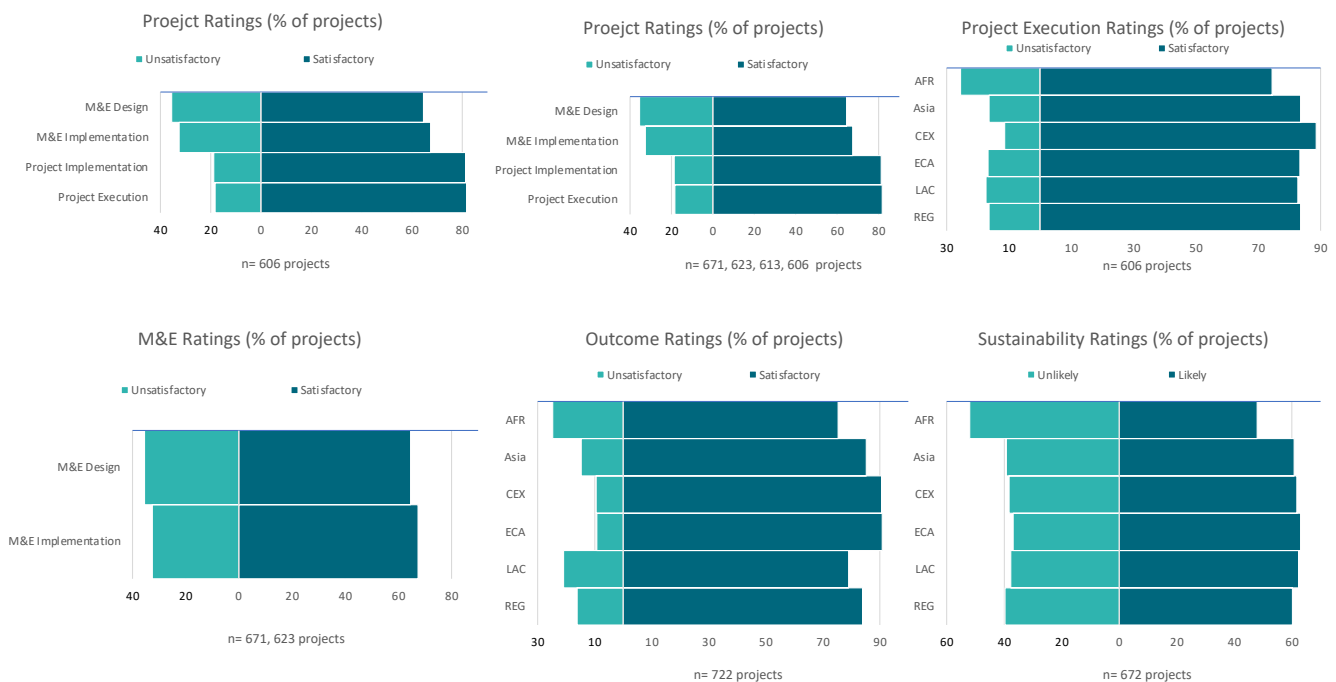 Proejct Ratings (% of projects)
Unsatisfactory Satisfactory
M&E Design
M&E Implementation
Project Implementation
Project Execution
40 20 0 20 40 60 80
n= 606 projects
Proejct Ratings (% of projects)
Unsatisfactory Satisfactory
M&E Design
M&E Implementation
Project Implementation
Project Execution
40 20 0 20 40 60 80
n= 671, 623, 613, 606 projects
Project Execution Ratings (% of projects)
Unsatisfactory Satisfactory
AFR
Asia
CEX
ECA
LAC
REG
30 10 10 30 50 70 90
n= 606 projects
M&E Ratings (% of projects)
Unsatisfactory Satisfactory
M&E Design
M&E Implementation
40 20 0 20 40 60 80
n= 671, 623 projects
Outcome Ratings (% of projects)
Unsatisfactory Satisfactory
AFR
Asia
CEX
ECA
LAC
REG
30 10 10 30 50 70 90
n= 722 projects
Sustainability Ratings (% of projects)
Unlikely Likely
AFR
Asia
CEX
ECA
LAC
REG
60 40 20 0 20 40 60
n= 672 projects